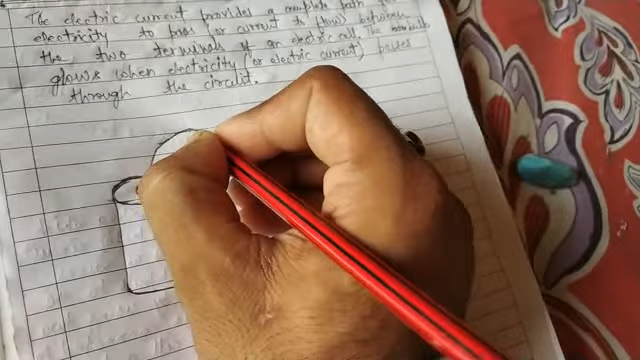 The electric current provides a complete path for
electricity to pass (or current to flow) between
the two terminals of an electric cell. The bulb
glows when electricity (or electric current) passes
through the circuit.